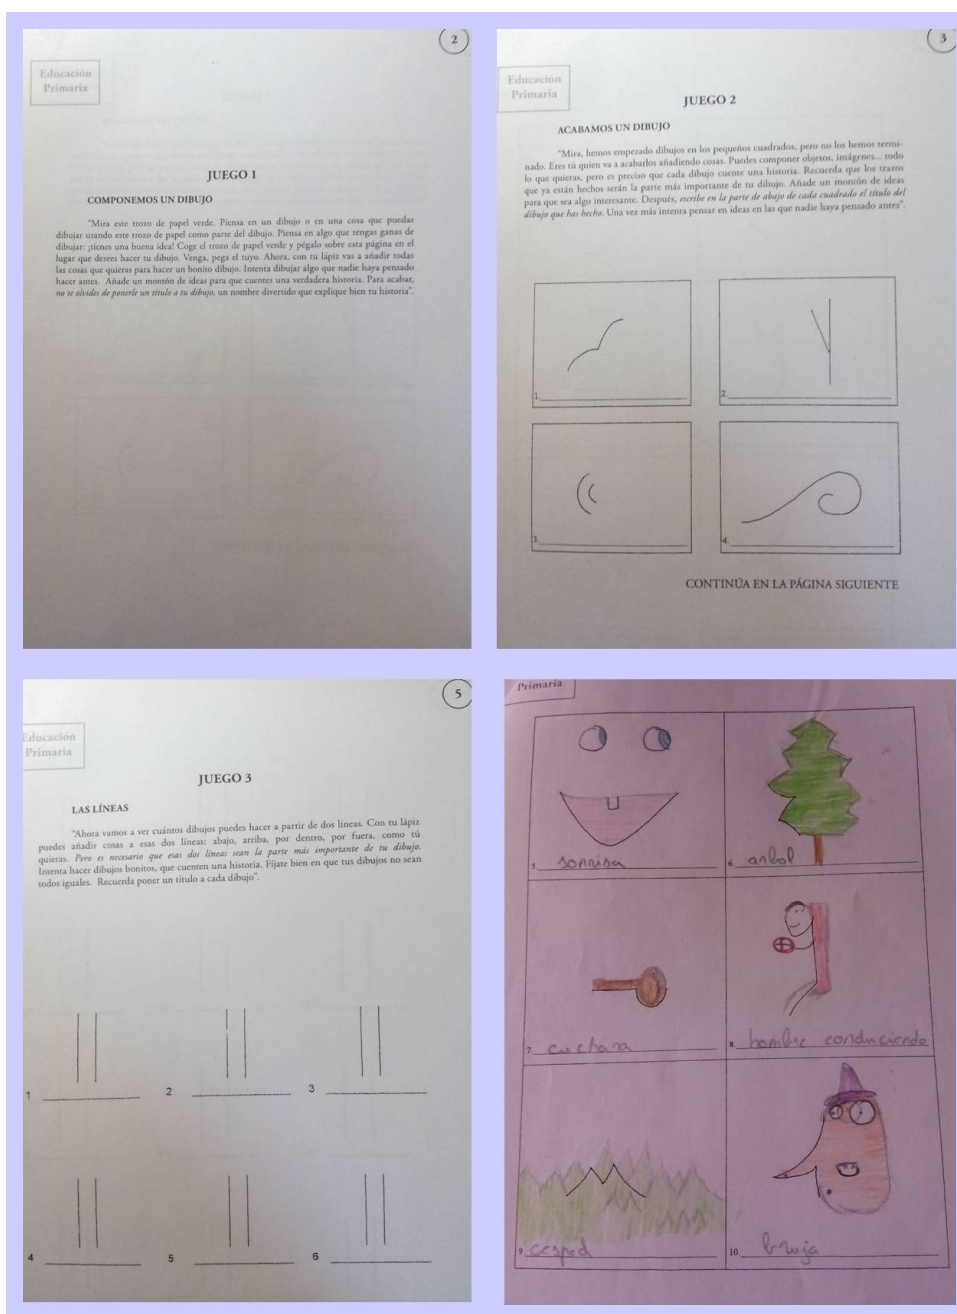 2
Educación
Primaria
JUEGO 1
COMPONEMOS UN DIBUJO
"Mira este trozo de papel verde. Piensa en un dibujo o en una cosa que puedas
dibujar usando este trozo de papel como parte del dibujo. Piensa en algo que tengas ganas de
dibujar: ¡tienes una buena idea! Coge el trozo de papel verde y pégalo sobre esta página en el
lugar que desees hacer tu dibujo. Venga, pega el tuyo. Ahora, con tu lápiz vas a añadir todas
las cosas que quieras para hacer un bonito dibujo. Intenta dibujar algo que nadie haya pensado
hacer antes. Añade un montón de ideas para que cuentes una verdadera historia. Para acabar,
no te olvides de ponerle un título a tu dibujo, un nombre divertido que explique bien tu historia".
3
Educación
Primaria
JUEGO 2
ACABAMOS UN DIBUJO
"Mira, hemos empezado dibujos en los pequeños cuadrados, pero no los hemos termi-
nado. Eres tú quien va a acabarlos añadiendo cosas. Puedes componer objetos, imágenes... todo
lo que quieras, pero es preciso que cada dibujo cuente una historia. Recuerda que los trazos
que ya están hechos serán la parte más importante de tu dibujo. Añade un montón de ideas
para que sea algo interesante. Después, escribe en la parte de abajo de cada cuadrado el título del
dibujo que has hecho. Una vez más intenta pensar en ideas en las que nadie haya pensado antes".
1.
2.
3.
4.
CONTINÚA EN LA PÁGINA SIGUIENTE
5
Educación
Primaria
JUEGO 3
LAS LÍNEAS
"Ahora vamos a ver cuántos dibujos puedes hacer a partir de dos líneas. Con tu lápiz
puedes añadir cosas a esas dos líneas: abajo, arriba, por dentro, por fuera, como tú
quieras. Pero es necesario que esas dos líneas sean la parte más importante de tu dibujo.
Intenta hacer dibujos bonitos, que cuenten una historia. Fíjate bien en que tus dibujos no sean
todos iguales. Recuerda poner un título a cada dibujo".
1
2
3
4
5
6
Primaria
5. sonrisa
6. arbol
7. cuchara
8. hombre conduciendo
9. cesped
10. bruja